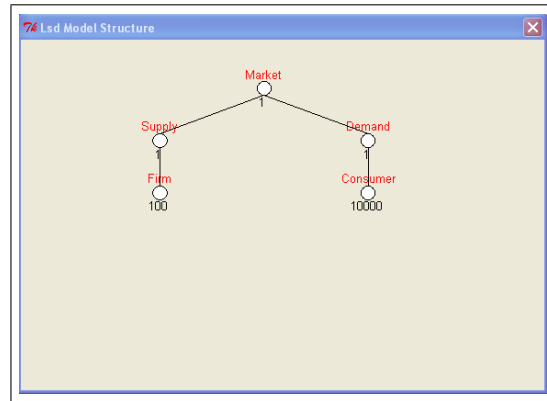 Lsd Model Structure
Market
1
Supply
Demand
1
1
Firm
Consumer
100
10000